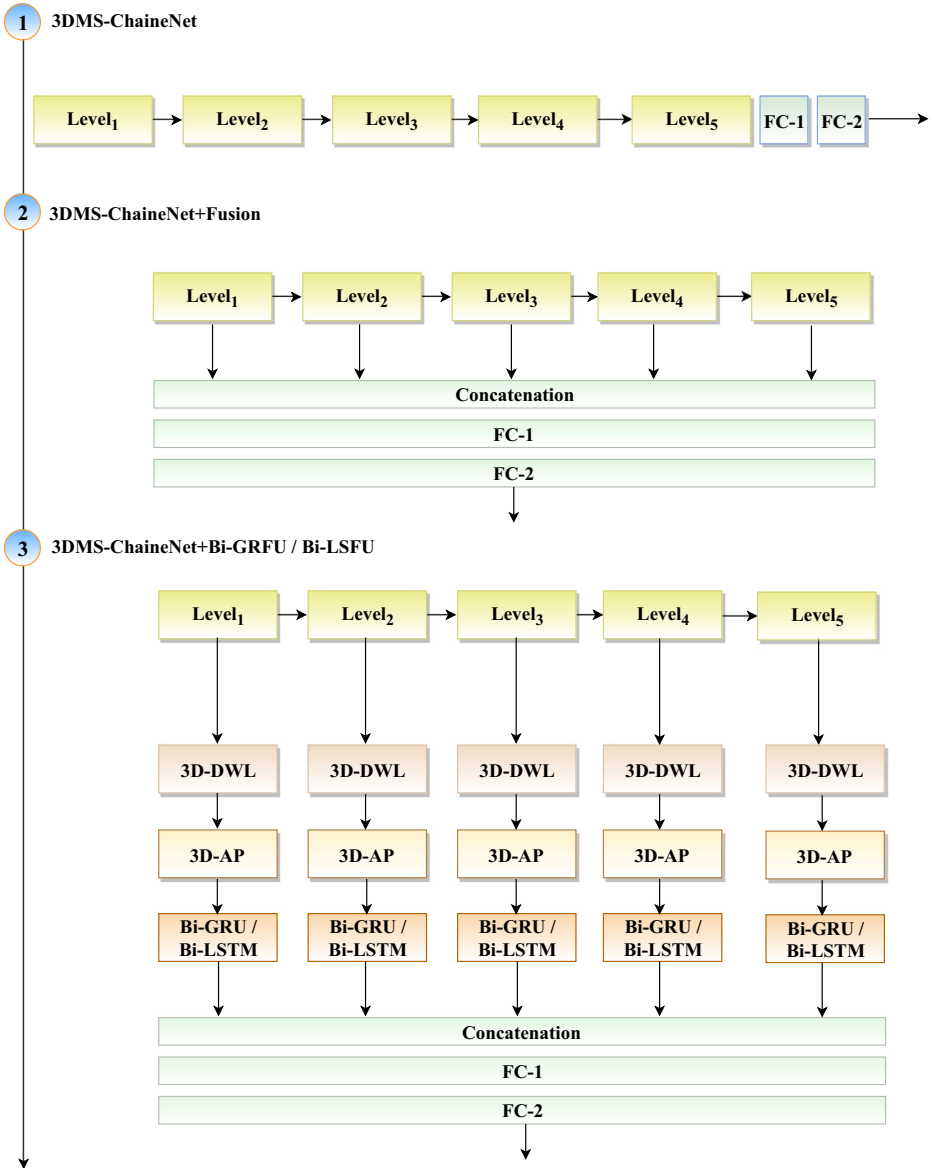 1 3DMS-ChaineNet
Level₁ Level₂ Level₃ Level₄ Level₅ FC-1 FC-2
2 3DMS-ChaineNet+Fusion
Level₁ Level₂ Level₃ Level₄ Level₅
Concatenation
FC-1
FC-2
3 3DMS-ChaineNet+Bi-GRFU / Bi-LSFU
Level₁ Level₂ Level₃ Level₄ Level₅
3D-DWL 3D-DWL 3D-DWL 3D-DWL 3D-DWL
3D-AP 3D-AP 3D-AP 3D-AP 3D-AP
Bi-GRU / Bi-GRU / Bi-GRU / Bi-GRU / Bi-GRU /
Bi-LSTM Bi-LSTM Bi-LSTM Bi-LSTM Bi-LSTM
Concatenation
FC-1
FC-2